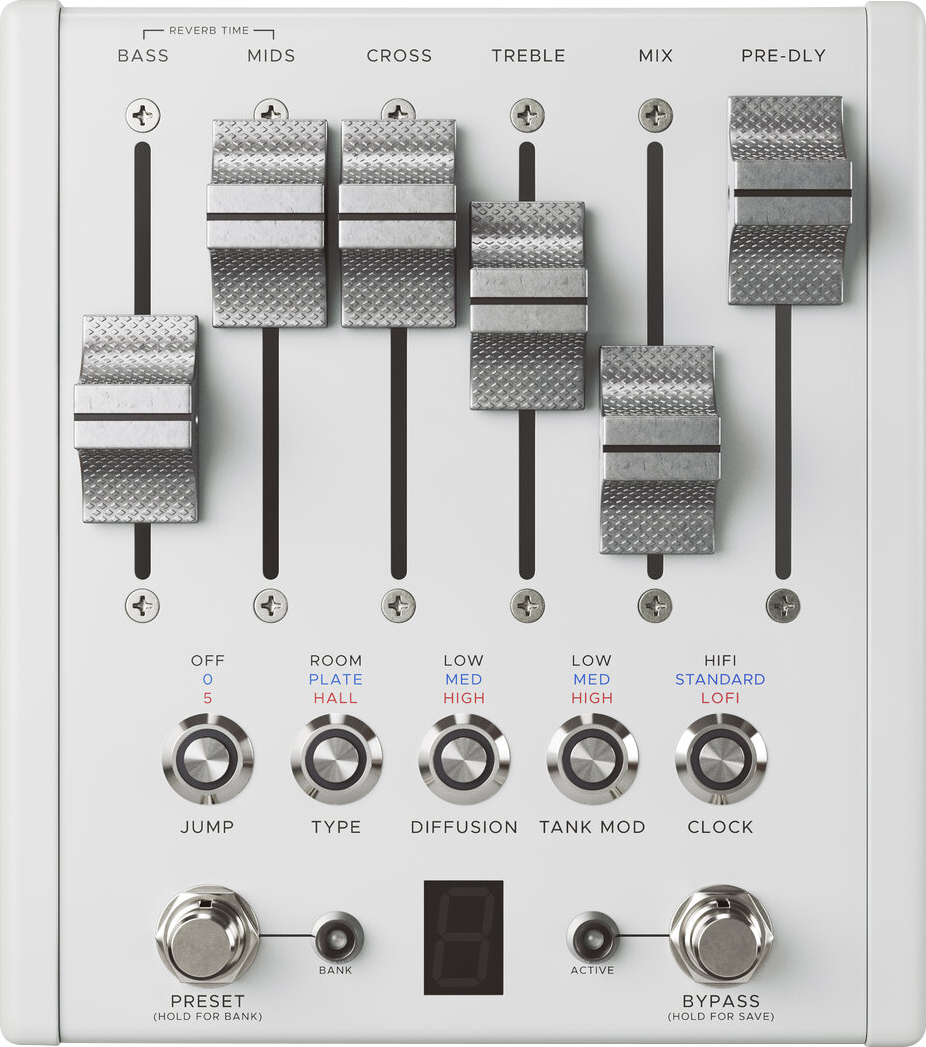 REVERB TIME
BASS MIDS CROSS TREBLE MIX PRE-DLY
OFF ROOM LOW LOW HIFI
0 PLATE MED MED STANDARD
5 HALL HIGH HIGH LOFI
JUMP TYPE DIFFUSION TANK MOD CLOCK
BANK ACTIVE
PRESET BYPASS
(HOLD FOR BANK) (HOLD FOR SAVE)